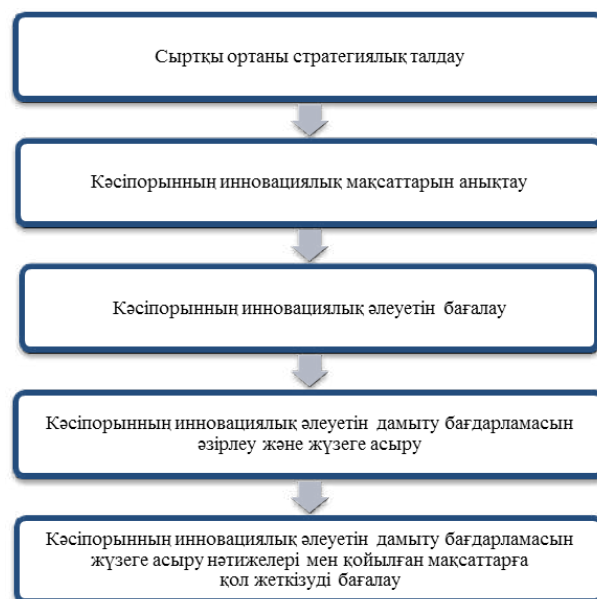 Сыртқы ортаны стратегиялық талдау
Кәсіпорынның инновациялық мақсаттарын анықтау
Кәсіпорынның инновациялық әлеуетін бағалау
Кәсіпорынның инновациялық әлеуетін дамыту бағдарламасын
әзірлеу және жүзеге асыру
Кәсіпорынның инновациялық әлеуетін дамыту бағдарламасын
жүзеге асыру нәтижелері мен қойылған мақсаттарға
қол жеткізуді бағалау